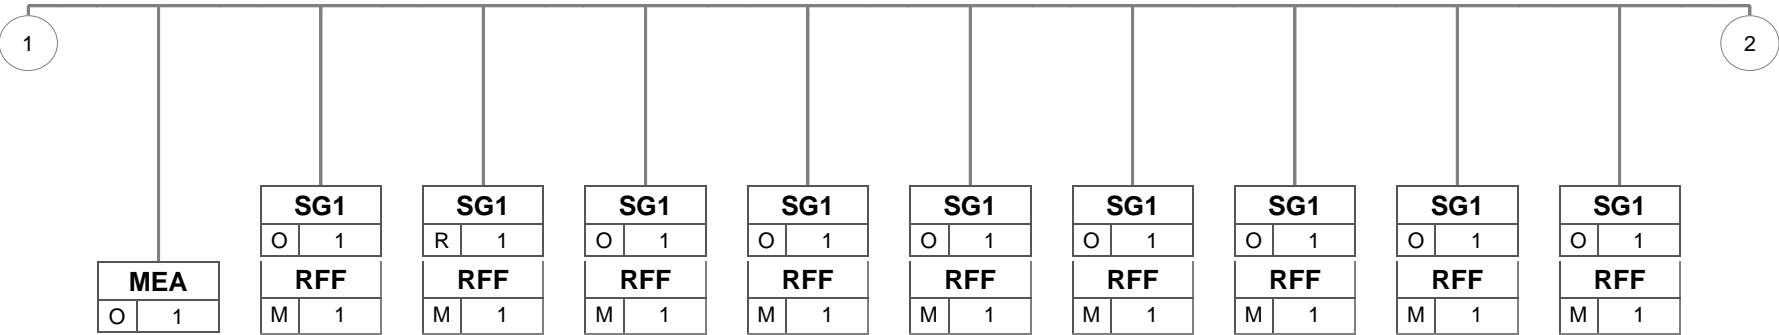 1 2
SG1 SG1 SG1 SG1 SG1 SG1 SG1 SG1 SG1
O 1 R 1 O 1 O 1 O 1 O 1 O 1 O 1 O 1
MEA RFF RFF RFF RFF RFF RFF RFF RFF RFF
O 1 M 1 M 1 M 1 M 1 M 1 M 1 M 1 M 1 M 1